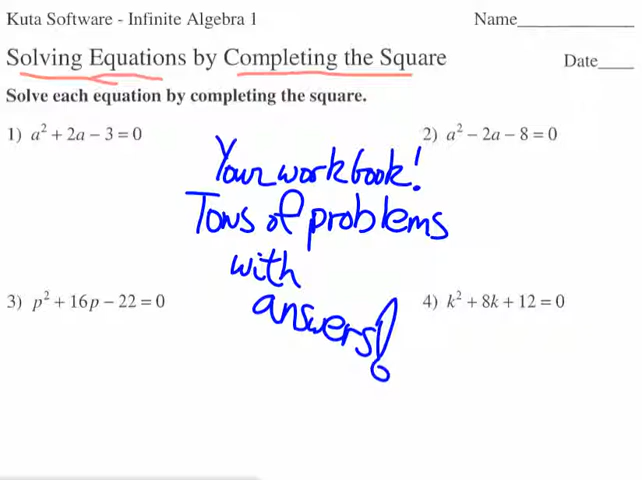 Kuta Software - Infinite Algebra 1 Name____________
Solving Equations by Completing the Square Date____
Solve each equation by completing the square.
1) a² + 2a − 3 = 0
2) a² − 2a − 8 = 0
Your workbook!
Tons of problems
with
answers!
3) p² + 16p − 22 = 0
4) k² + 8k + 12 = 0